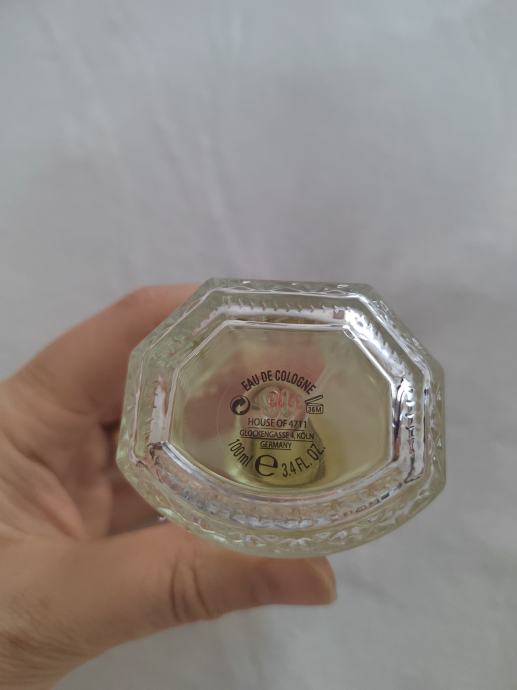 EAU DE COLOGNE
36M
HOUSE OF 4711
GLOCKENGASSE 4, KÖLN
GERMANY
100ml e 3.4 FL. OZ.